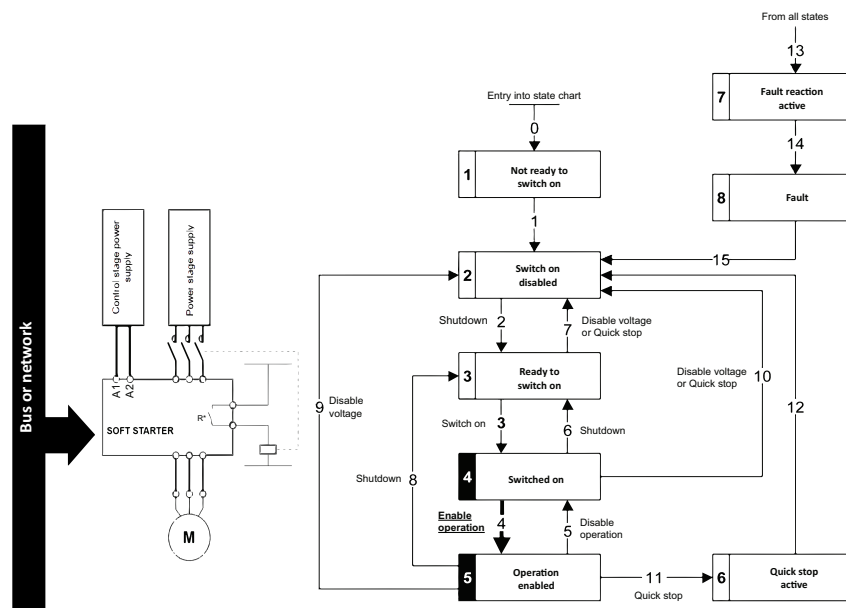 From all states
13
7
Fault reaction
active
Entry into state chart
0
14
1
Not ready to
switch on
8
Fault
1
15
Control stage power
supply
Power stage supply
2
Switch on
disabled
Shutdown
2
7
Disable voltage
or Quick stop
A1
A2
3
Ready to
switch on
Disable voltage
or Quick stop
10
12
9
Disable
voltage
Bus or network
R*
SOFT STARTER
Switch on
3
6
Shutdown
Shutdown
8
4
Switched on
Enable
operation
4
5
Disable
operation
M
5
Operation
enabled
11
Quick stop
6
Quick stop
active